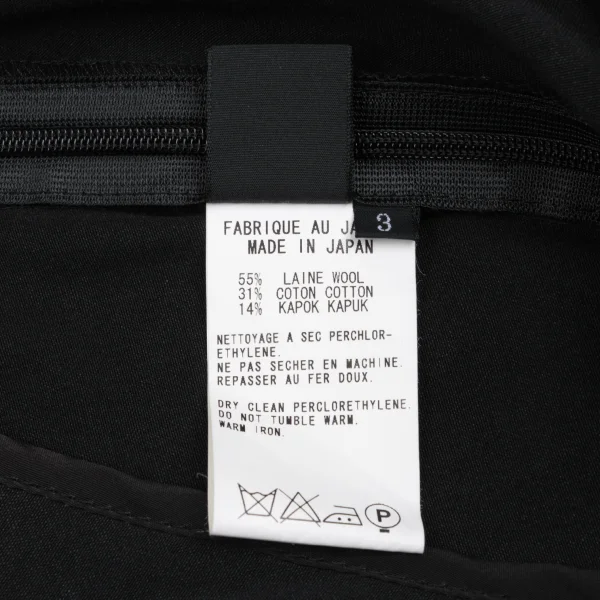 3
FABRIQUE AU JA
MADE IN JAPAN
55% LAINE WOOL
31% COTON COTTON
14% KAPOK KAPUK
NETTOYAGE A SEC PERCHLOR-
ETHYLENE.
NE PAS SECHER EN MACHINE.
REPASSER AU FER DOUX.
DRY CLEAN PERCLORETHYLENE.
DO NOT TUMBLE WARM.
WARM IRON.
P